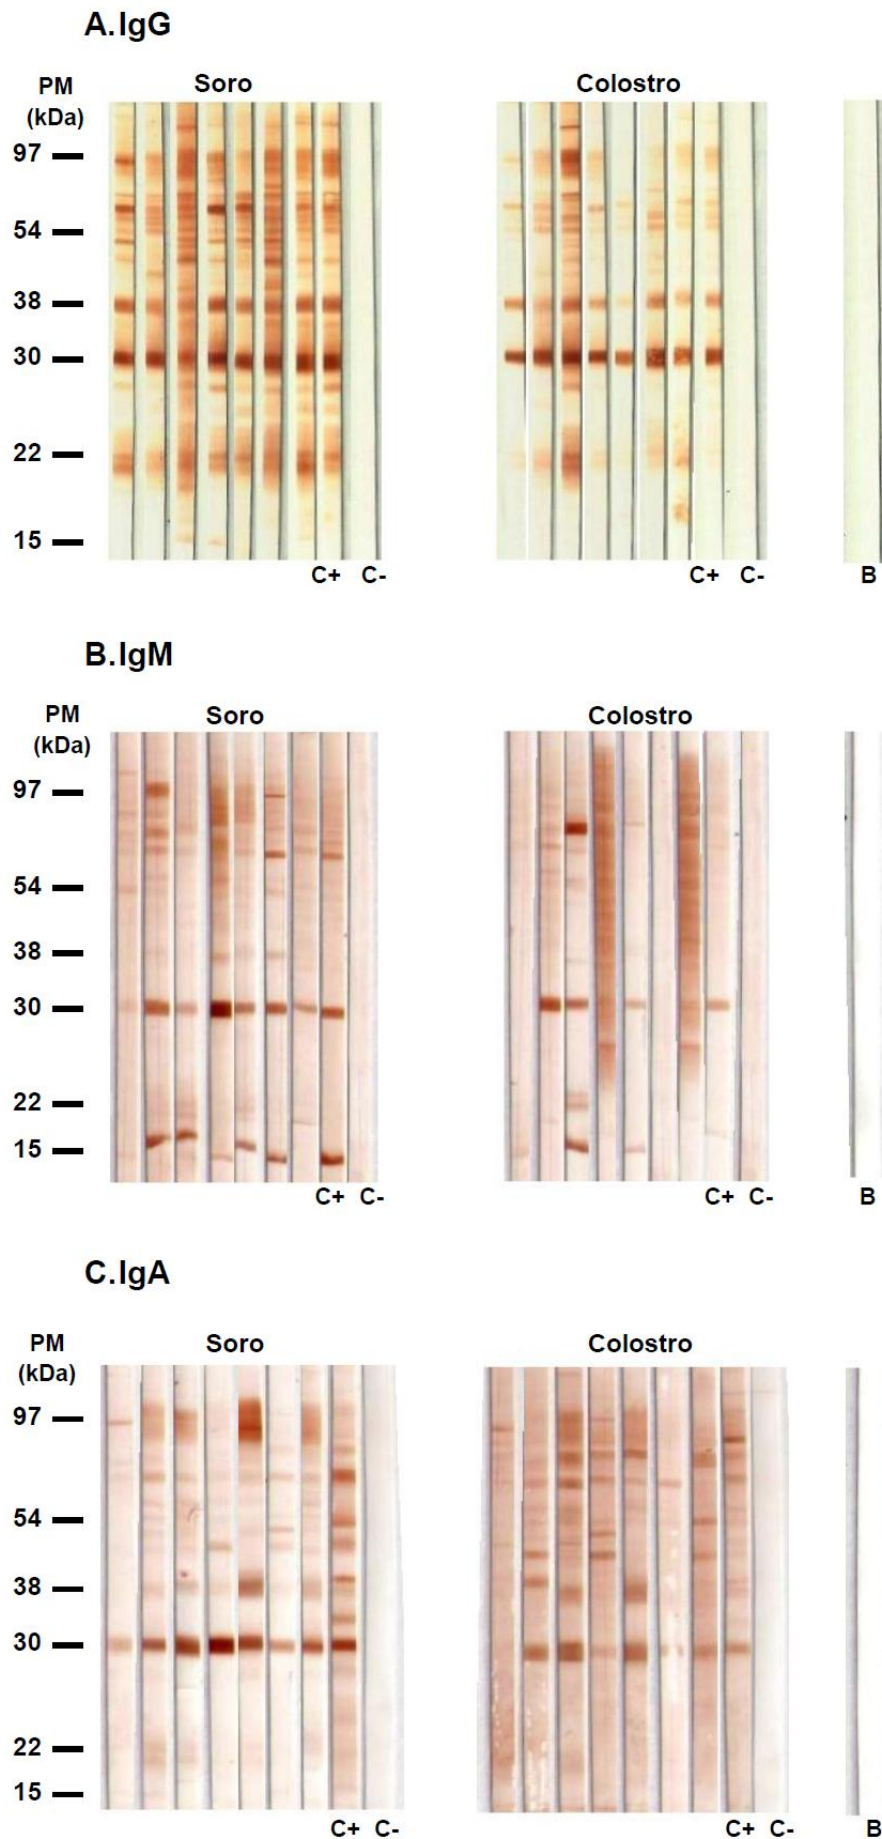 A.IgG
PM
(kDa)
Soro
Colostro
97
54
38
30
22
15
C+ C-
C+ C-
B
B.IgM
PM
(kDa)
Soro
Colostro
97
54
38
30
22
15
C+ C-
C+ C-
B
C.IgA
PM
(kDa)
Soro
Colostro
97
54
38
30
22
15
C+ C-
C+ C-
B